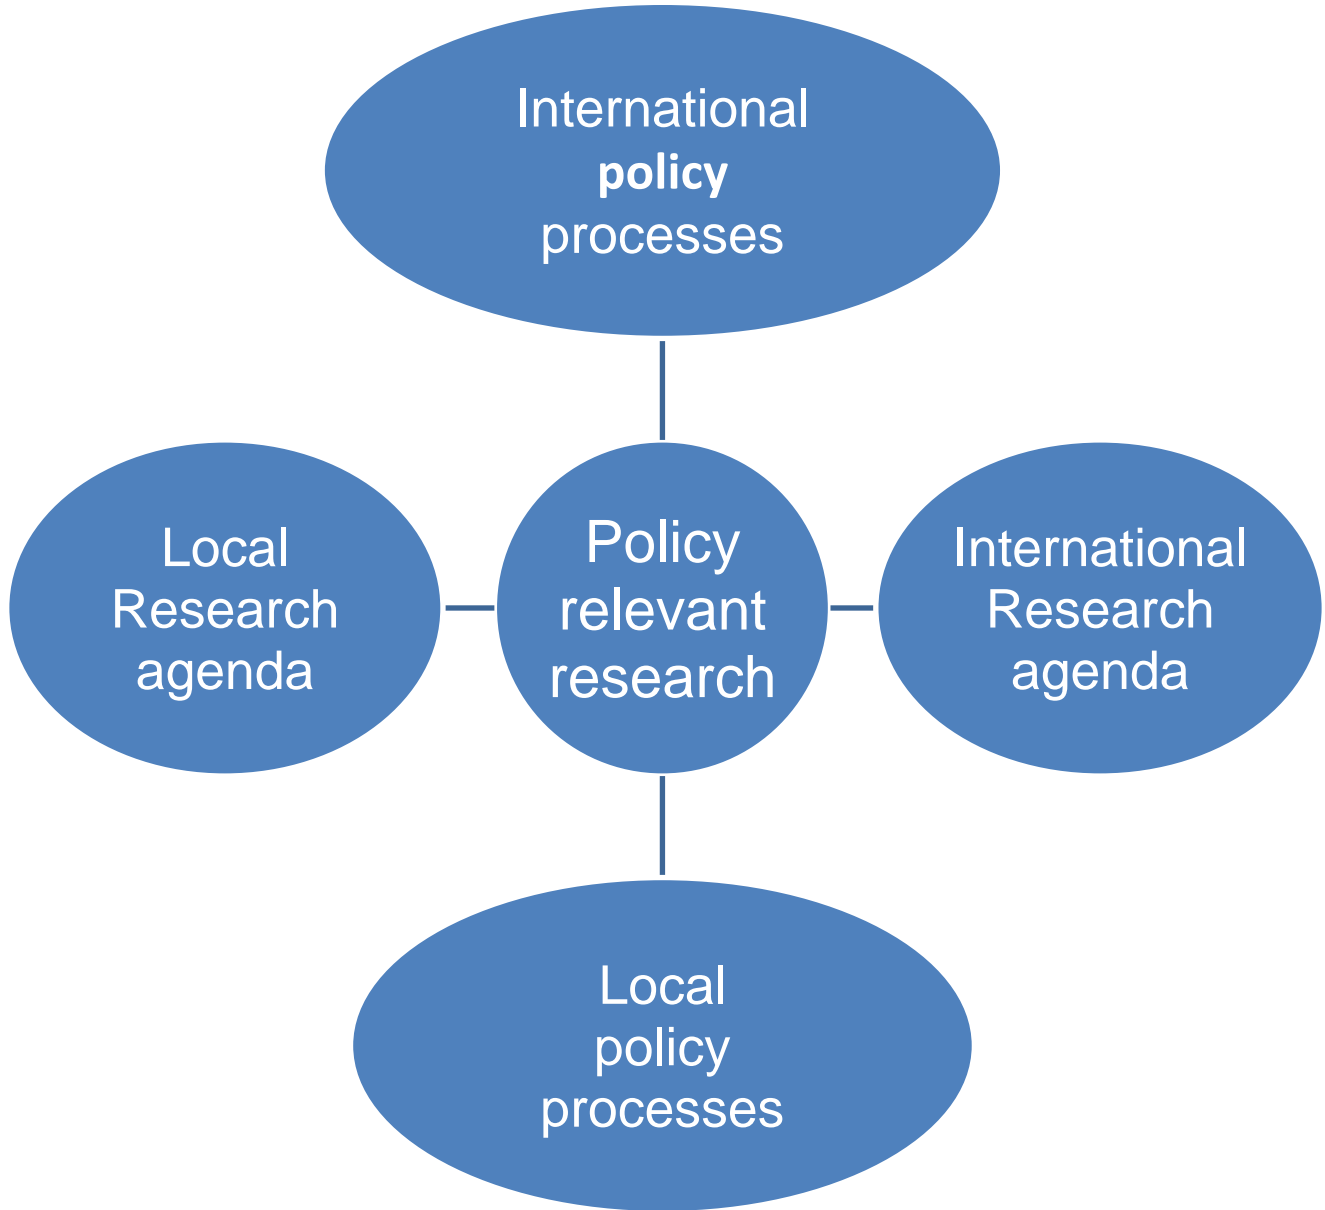 International
policy
processes
Local
Research
agenda
Policy
relevant
research
International
Research
agenda
Local
policy
processes